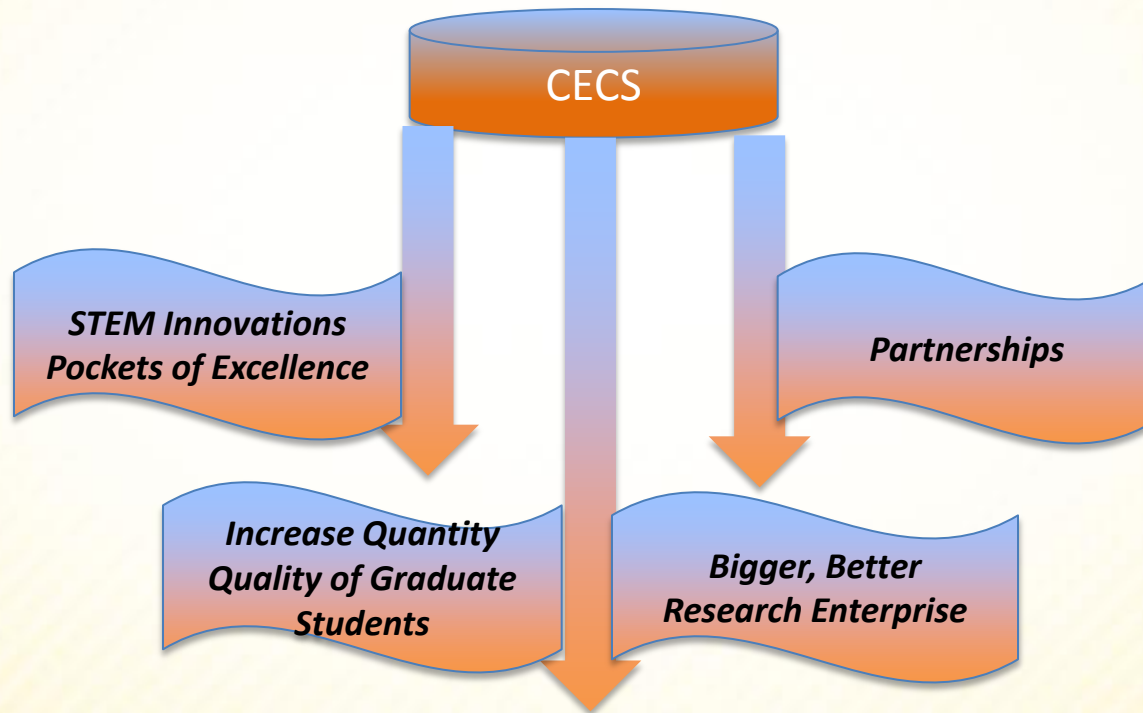 CECS
STEM Innovations
Pockets of Excellence
Partnerships
Increase Quantity
Quality of Graduate
Students
Bigger, Better
Research Enterprise